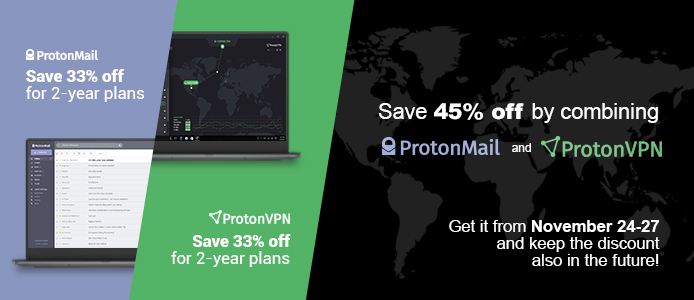 ProtonMail
Save 33% off
for 2-year plans
ProtonVPN
Save 33% off
for 2-year plans
Save 45% off by combining
ProtonMail and ProtonVPN
Get it from November 24-27
and keep the discount
also in the future!